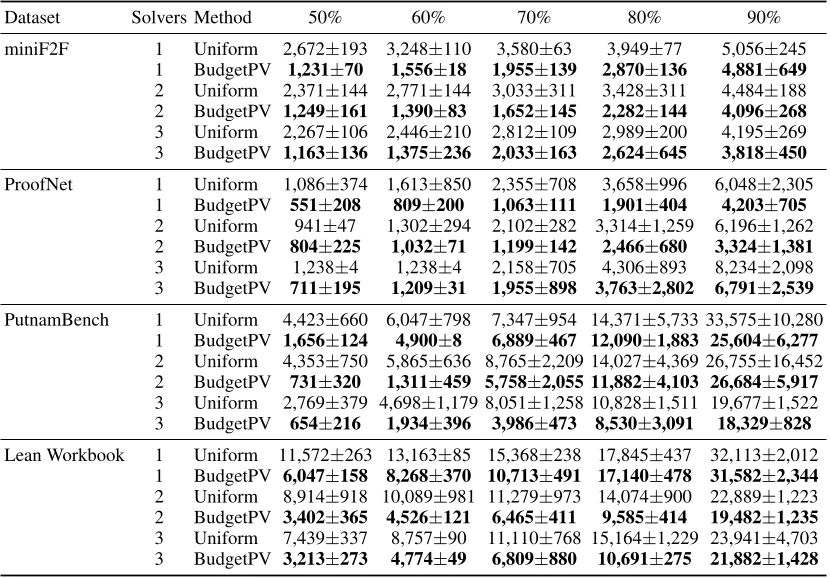 Dataset Solvers Method 50% 60% 70% 80% 90%
miniF2F 1 Uniform 2,672±193 3,248±110 3,580±63 3,949±77 5,056±245
1 BudgetPV 1,231±70 1,556±18 1,955±139 2,870±136 4,881±649
2 Uniform 2,371±144 2,771±144 3,033±311 3,428±311 4,484±188
2 BudgetPV 1,249±161 1,390±83 1,652±145 2,282±144 4,096±268
3 Uniform 2,267±106 2,446±210 2,812±109 2,989±200 4,195±269
3 BudgetPV 1,163±136 1,375±236 2,033±163 2,624±645 3,818±450
ProofNet 1 Uniform 1,086±374 1,613±850 2,355±708 3,658±996 6,048±2,305
1 BudgetPV 551±208 809±200 1,063±111 1,901±404 4,203±705
2 Uniform 941±47 1,302±294 2,102±282 3,314±1,259 6,196±1,262
2 BudgetPV 804±225 1,032±71 1,199±142 2,466±680 3,324±1,381
3 Uniform 1,238±4 1,238±4 2,158±705 4,306±893 8,234±2,098
3 BudgetPV 711±195 1,209±31 1,955±898 3,763±2,802 6,791±2,539
PutnamBench 1 Uniform 4,423±660 6,047±798 7,347±954 14,371±5,733 33,575±10,280
1 BudgetPV 1,656±124 4,900±8 6,889±467 12,090±1,883 25,604±6,277
2 Uniform 4,353±750 5,865±636 8,765±2,209 14,027±4,369 26,755±16,452
2 BudgetPV 731±320 1,311±459 5,758±2,055 11,882±4,103 26,684±5,917
3 Uniform 2,769±379 4,698±1,179 8,051±1,258 10,828±1,511 19,677±1,522
3 BudgetPV 654±216 1,934±396 3,986±473 8,530±3,091 18,329±828
Lean Workbook 1 Uniform 11,572±263 13,163±85 15,368±238 17,845±437 32,113±2,012
1 BudgetPV 6,047±158 8,268±370 10,713±491 17,140±478 31,582±2,344
2 Uniform 8,914±918 10,089±981 11,279±973 14,074±900 22,889±1,223
2 BudgetPV 3,402±365 4,526±121 6,465±411 9,585±414 19,482±1,235
3 Uniform 7,439±337 8,757±90 11,110±768 15,164±1,229 23,941±4,703
3 BudgetPV 3,213±273 4,774±49 6,809±880 10,691±275 21,882±1,428